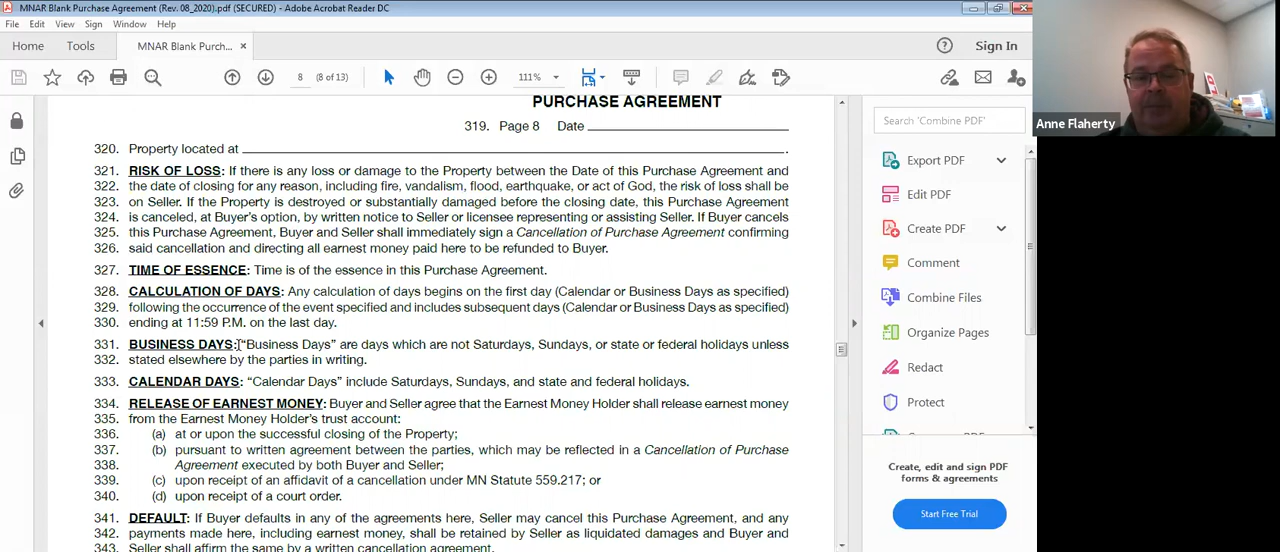 MNAR Blank Purchase Agreement (Rev. 08_2020).pdf (SECURED) - Adobe Acrobat Reader DC
File Edit View Sign Window Help
Home Tools MNAR Blank Purch... × Sign In
8 (8 of 13) 111%
PURCHASE AGREEMENT
319. Page 8 Date
320. Property located at .
321. RISK OF LOSS: If there is any loss or damage to the Property between the Date of this Purchase Agreement and
322. the date of closing for any reason, including fire, vandalism, flood, earthquake, or act of God, the risk of loss shall be
323. on Seller. If the Property is destroyed or substantially damaged before the closing date, this Purchase Agreement
324. is canceled, at Buyer's option, by written notice to Seller or licensee representing or assisting Seller. If Buyer cancels
325. this Purchase Agreement, Buyer and Seller shall immediately sign a Cancellation of Purchase Agreement confirming
326. said cancellation and directing all earnest money paid here to be refunded to Buyer.
327. TIME OF ESSENCE: Time is of the essence in this Purchase Agreement.
328. CALCULATION OF DAYS: Any calculation of days begins on the first day (Calendar or Business Days as specified)
329. following the occurrence of the event specified and includes subsequent days (Calendar or Business Days as specified)
330. ending at 11:59 P.M. on the last day.
331. BUSINESS DAYS: "Business Days" are days which are not Saturdays, Sundays, or state or federal holidays unless
332. stated elsewhere by the parties in writing.
333. CALENDAR DAYS: "Calendar Days" include Saturdays, Sundays, and state and federal holidays.
334. RELEASE OF EARNEST MONEY: Buyer and Seller agree that the Earnest Money Holder shall release earnest money
335. from the Earnest Money Holder's trust account:
336. (a) at or upon the successful closing of the Property;
337. (b) pursuant to written agreement between the parties, which may be reflected in a Cancellation of Purchase
338. Agreement executed by both Buyer and Seller;
339. (c) upon receipt of an affidavit of a cancellation under MN Statute 559.217; or
340. (d) upon receipt of a court order.
341. DEFAULT: If Buyer defaults in any of the agreements here, Seller may cancel this Purchase Agreement, and any
342. payments made here, including earnest money, shall be retained by Seller as liquidated damages and Buyer and
343. Seller shall affirm the same by a written cancellation agreement.
Search 'Combine PDF'
Export PDF
Edit PDF
Create PDF
Comment
Combine Files
Organize Pages
Redact
Protect
Create, edit and sign PDF
forms & agreements
Start Free Trial
Anne Flaherty